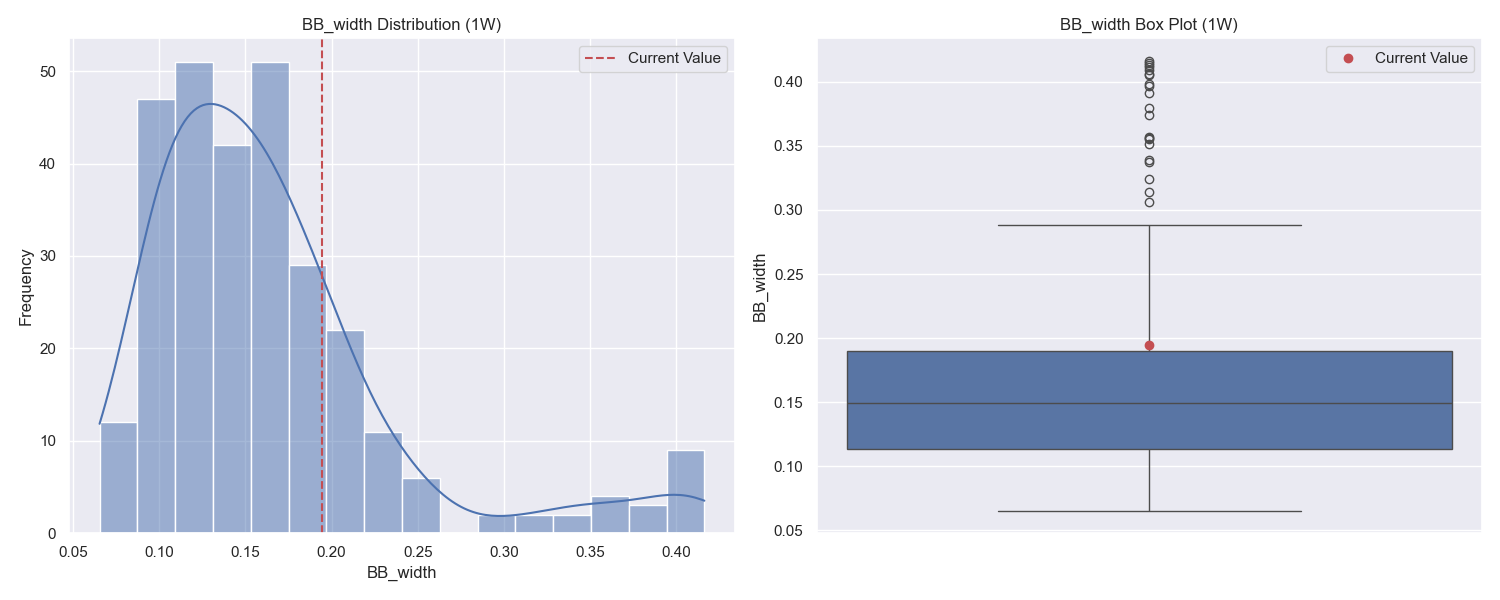 BB_width Distribution (1W)
Current Value
Frequency
50
40
30
20
10
0
0.05 0.10 0.15 0.20 0.25 0.30 0.35 0.40
BB_width
BB_width Box Plot (1W)
Current Value
BB_width
0.40
0.35
0.30
0.25
0.20
0.15
0.10
0.05